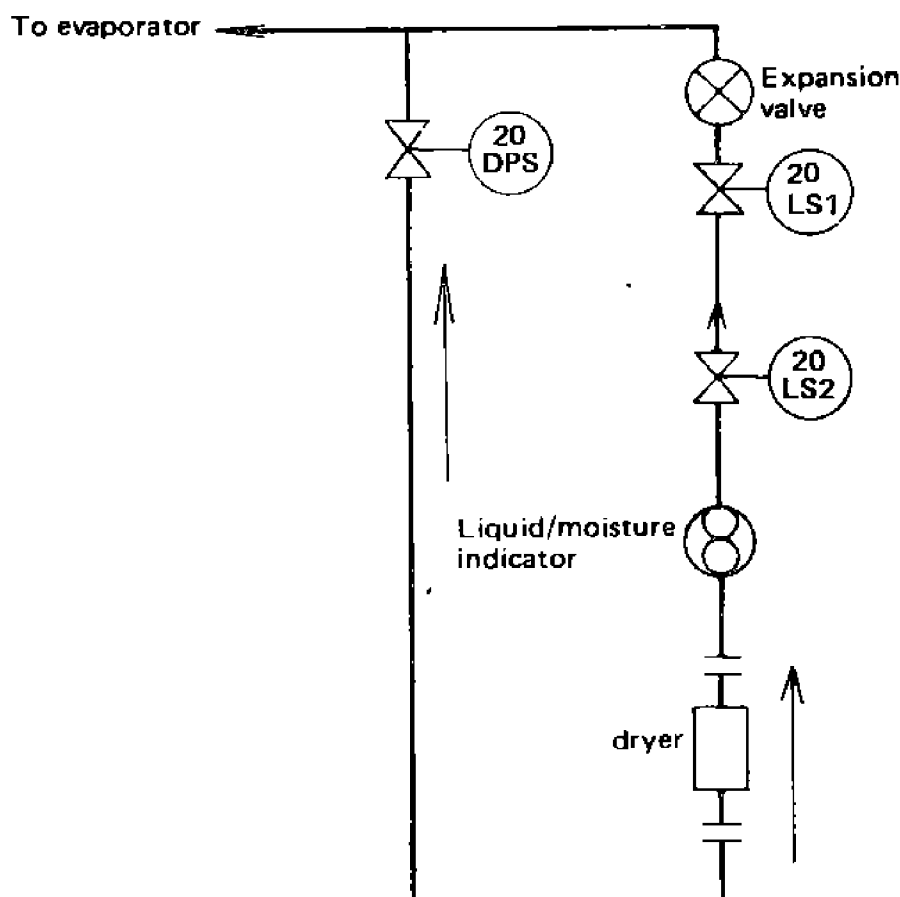 To evaporator
Expansion
valve
20
DPS
20
LS1
20
LS2
Liquid/moisture
indicator
dryer